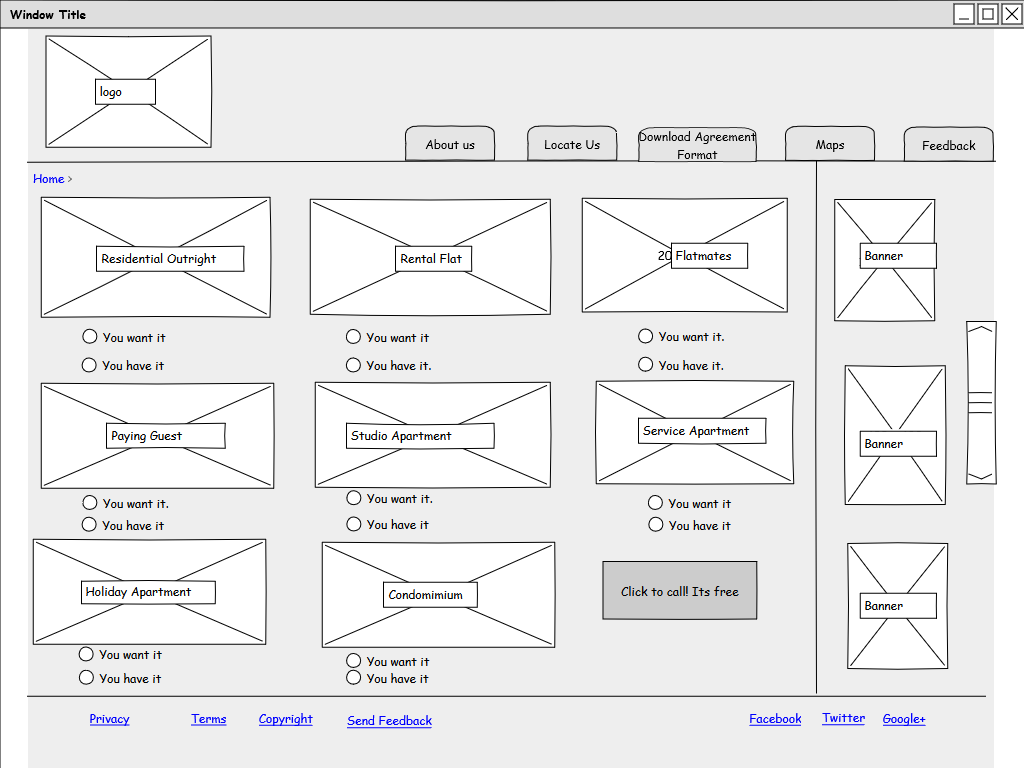 Window Title
logo
About us
Locate Us
Download Agreement
Format
Maps
Feedback
Home >
Residential Outright
Rental Flat
20 Flatmates
Banner
You want it
You want it
You want it.
You have it
You have it.
You have it.
Paying Guest
Studio Apartment
Service Apartment
Banner
You want it.
You want it.
You want it
You have it
You have it
You have it
Holiday Apartment
Condomimium
Click to call! Its free
Banner
You want it
You want it
You have it
You have it
Privacy
Terms
Copyright
Send Feedback
Facebook
Twitter
Google+